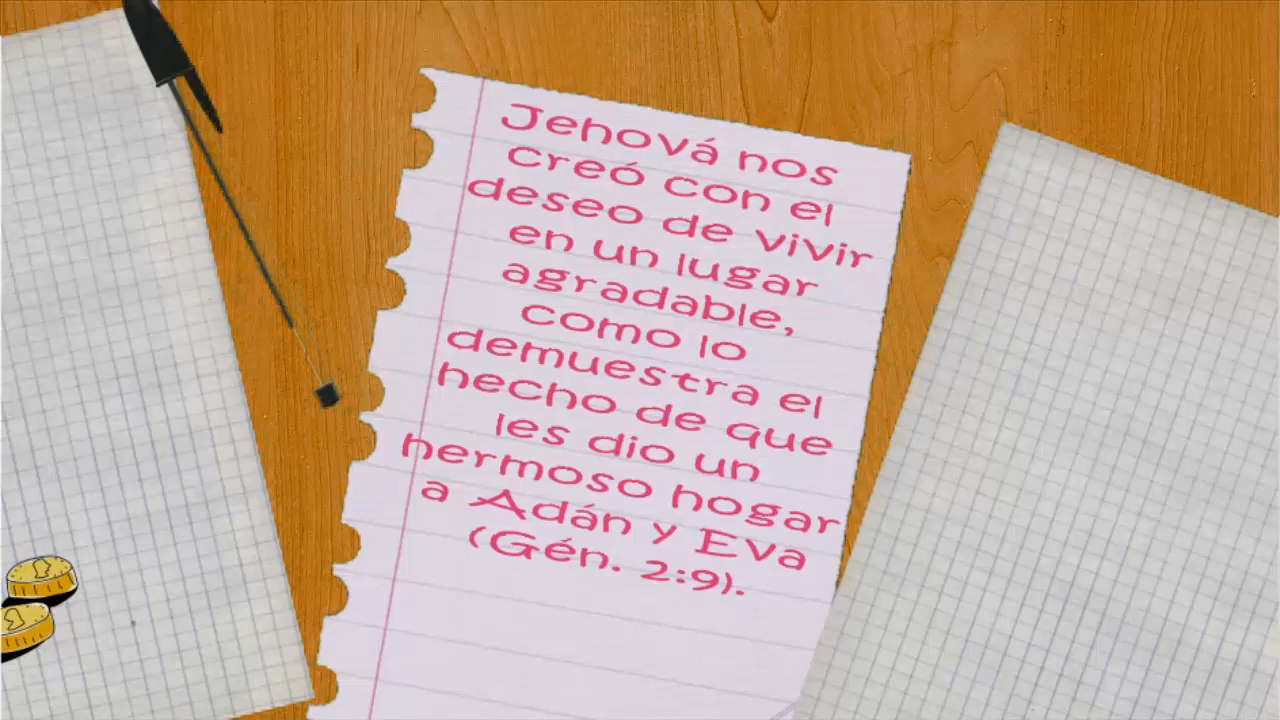 Jehová nos
creó con el
deseo de vivir
en un lugar
agradable,
como lo
demuestra el
hecho de que
les dio un
hermoso hogar
a Adán y Eva
(Gén. 2:9).